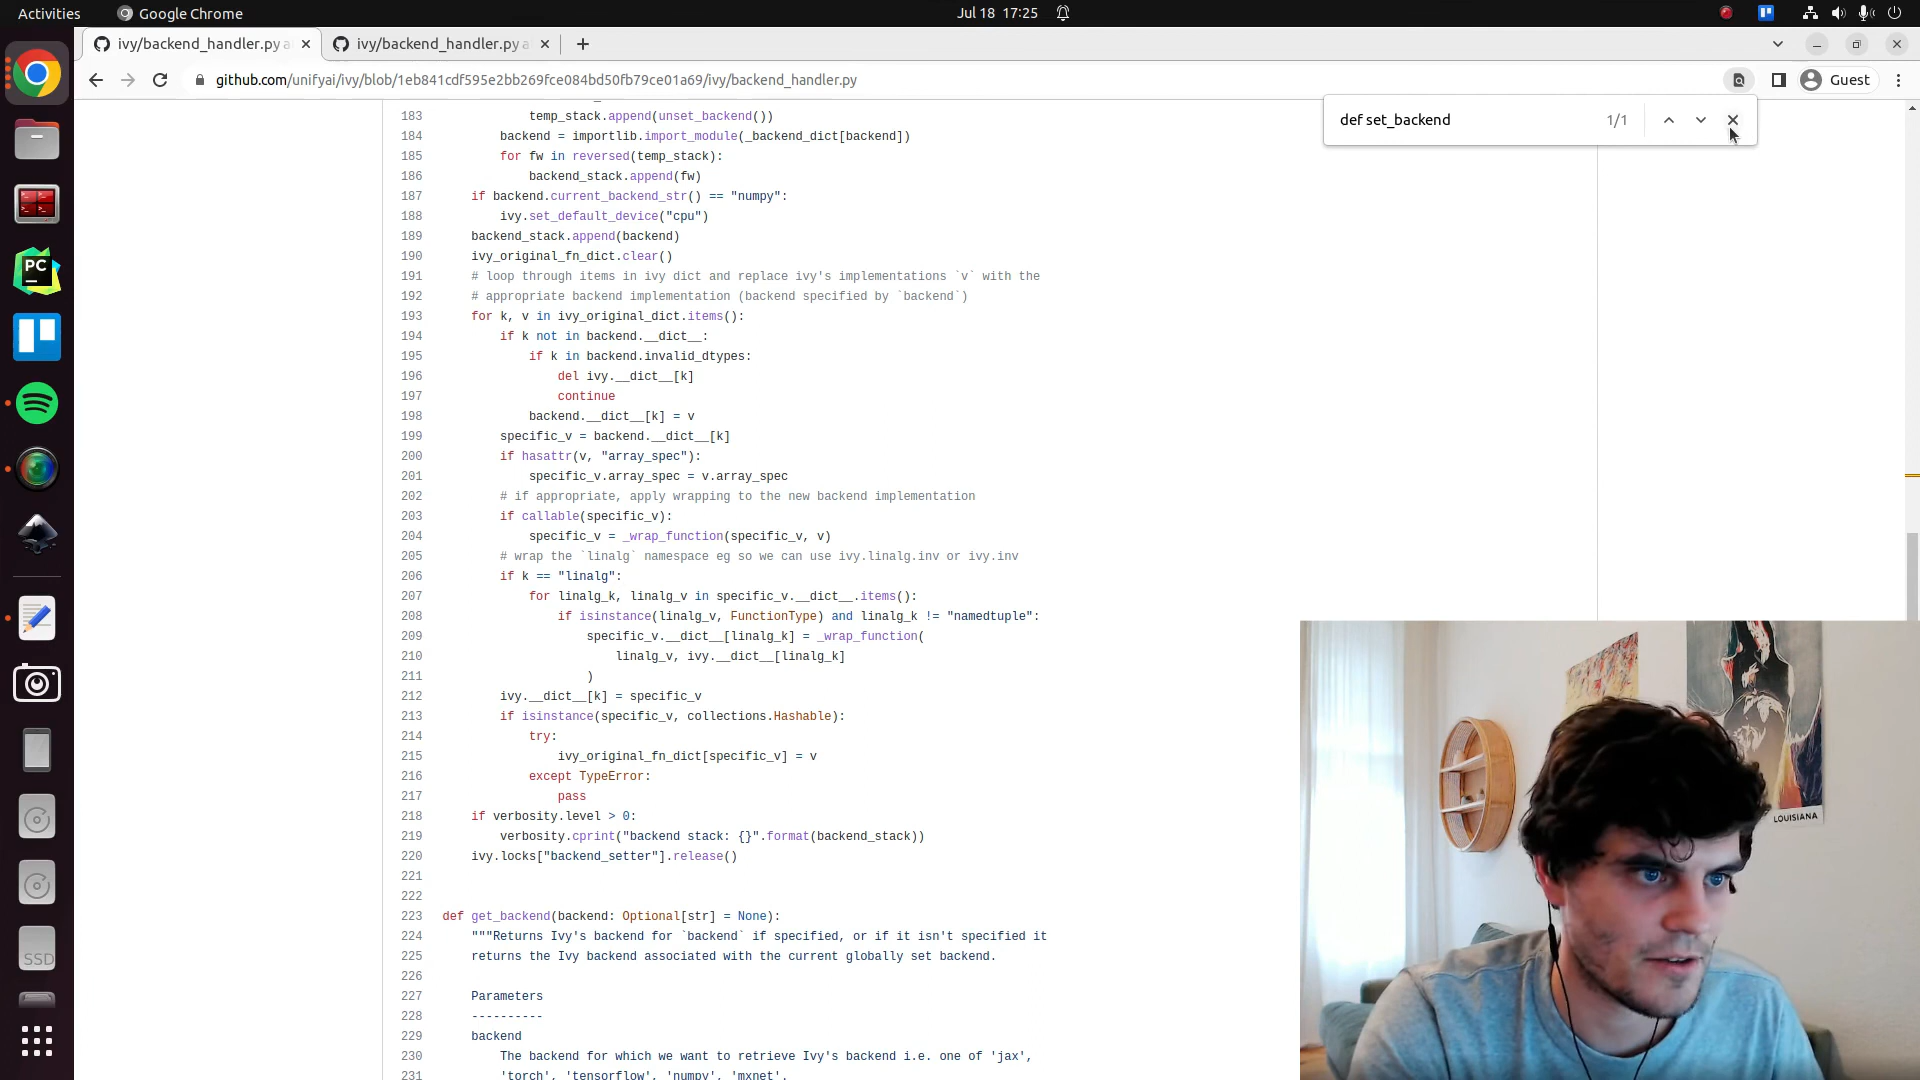 Activities
Google Chrome
Jul 18 17:25
ivy/backend_handler.py a
ivy/backend_handler.py a
github.com/unifyai/ivy/blob/1eb841cdf595e2bb269fce084bd50fb79ce01a69/ivy/backend_handler.py
Guest
def set_backend
1/1
183 temp_stack.append(unset_backend())
184 backend = importlib.import_module(_backend_dict[backend])
185 for fw in reversed(temp_stack):
186 backend_stack.append(fw)
187 if backend.current_backend_str() == "numpy":
188 ivy.set_default_device("cpu")
189 backend_stack.append(backend)
190 ivy_original_fn_dict.clear()
191 # loop through items in ivy dict and replace ivy's implementations `v` with the
192 # appropriate backend implementation (backend specified by `backend`)
193 for k, v in ivy_original_dict.items():
194 if k not in backend.__dict__:
195 if k in backend.invalid_dtypes:
196 del ivy.__dict__[k]
197 continue
198 backend.__dict__[k] = v
199 specific_v = backend.__dict__[k]
200 if hasattr(v, "array_spec"):
201 specific_v.array_spec = v.array_spec
202 # if appropriate, apply wrapping to the new backend implementation
203 if callable(specific_v):
204 specific_v = _wrap_function(specific_v, v)
205 # wrap the `linalg` namespace eg so we can use ivy.linalg.inv or ivy.inv
206 if k == "linalg":
207 for linalg_k, linalg_v in specific_v.__dict__.items():
208 if isinstance(linalg_v, FunctionType) and linalg_k != "namedtuple":
209 specific_v.__dict__[linalg_k] = _wrap_function(
210 linalg_v, ivy.__dict__[linalg_k]
211 )
212 ivy.__dict__[k] = specific_v
213 if isinstance(specific_v, collections.Hashable):
214 try:
215 ivy_original_fn_dict[specific_v] = v
216 except TypeError:
217 pass
218 if verbosity.level > 0:
219 verbosity.cprint("backend stack: {}".format(backend_stack))
220 ivy.locks["backend_setter"].release()
221
222
223 def get_backend(backend: Optional[str] = None):
224 """Returns Ivy's backend for `backend` if specified, or if it isn't specified it
225 returns the Ivy backend associated with the current globally set backend.
226
227 Parameters
228 ----------
229 backend
230 The backend for which we want to retrieve Ivy's backend i.e. one of 'jax',
231 'torch', 'tensorflow', 'numpy', 'mxnet'.
PC
SSD
LOUISIANA